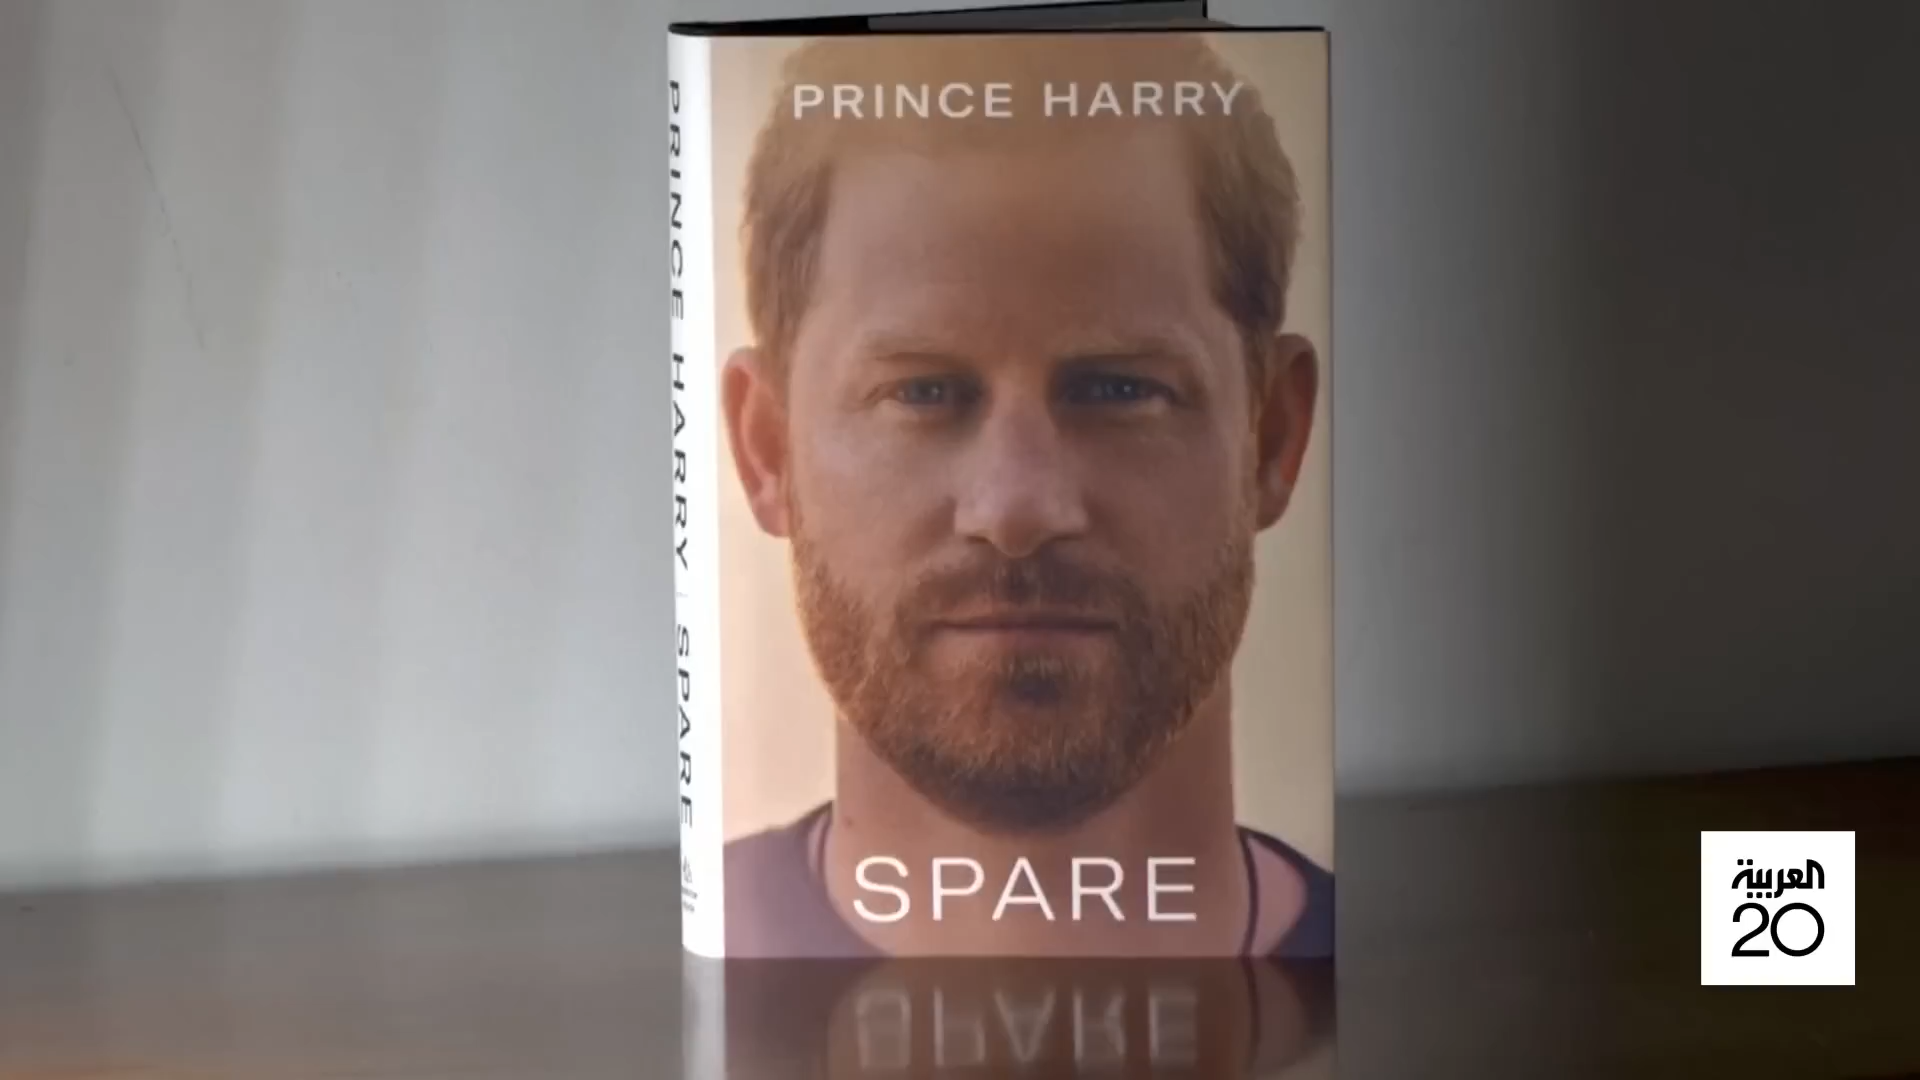 PRINCE HARRY
SPARE
PRINCE HARRY | SPARE
العربية
20